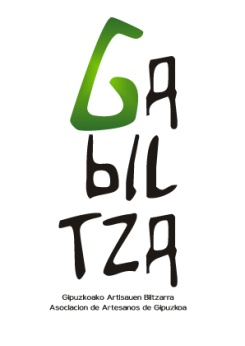 Ga
bil
tza
Gipuzkoako Artisauen Biltzarra
Asociacion de Artesanos de Gipuzkoa